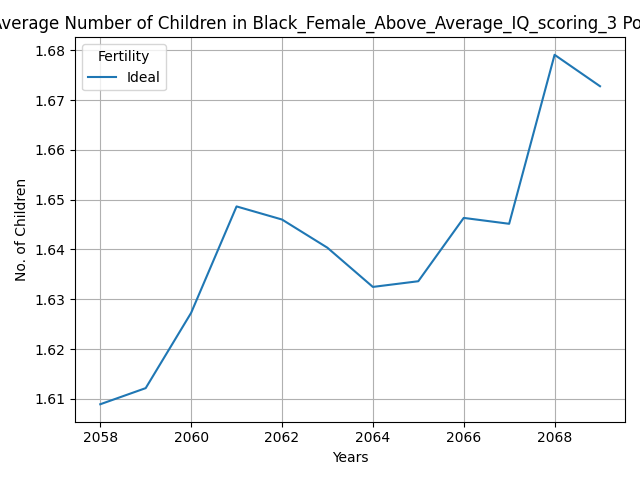 Average Number of Children in Black_Female_Above_Average_IQ_scoring_3 Po
Fertility
Ideal
No. of Children
1.68
1.67
1.66
1.65
1.64
1.63
1.62
1.61
2058 2060 2062 2064 2066 2068
Years